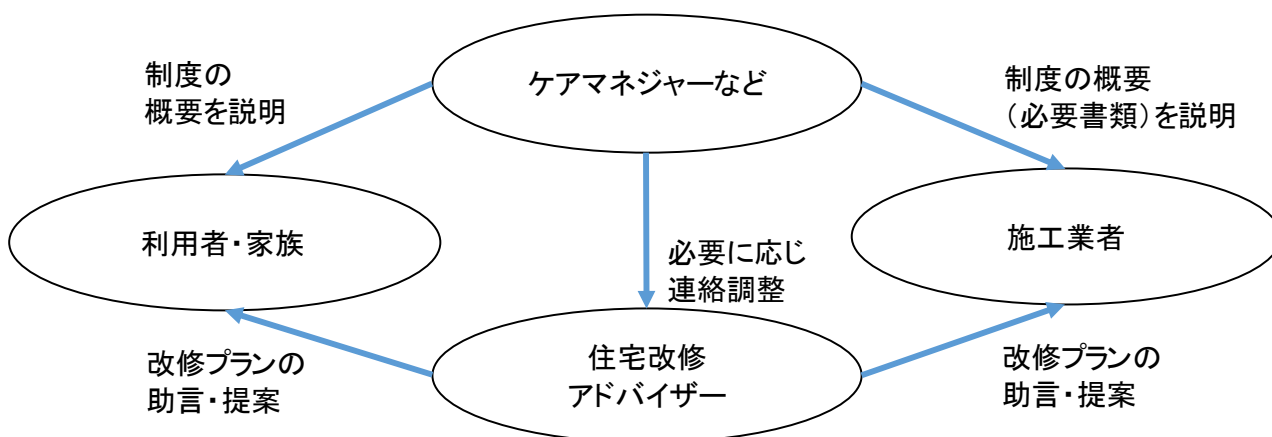 ケアマネジャーなど
制度の
概要を説明
制度の概要
（必要書類）を説明
利用者・家族
施工業者
必要に応じ
連絡調整
改修プランの
助言・提案
住宅改修
アドバイザー
改修プランの
助言・提案